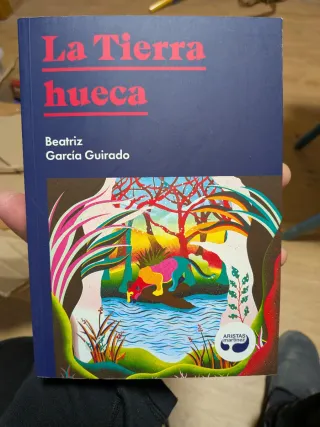 La Tierra
hueca
Beatriz
García Guirado
ARISTAS
martínez